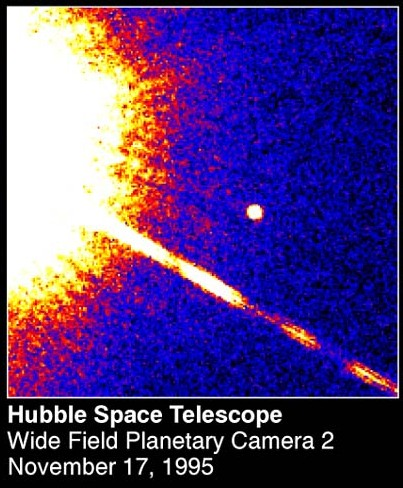 Hubble Space Telescope
Wide Field Planetary Camera 2
November 17, 1995